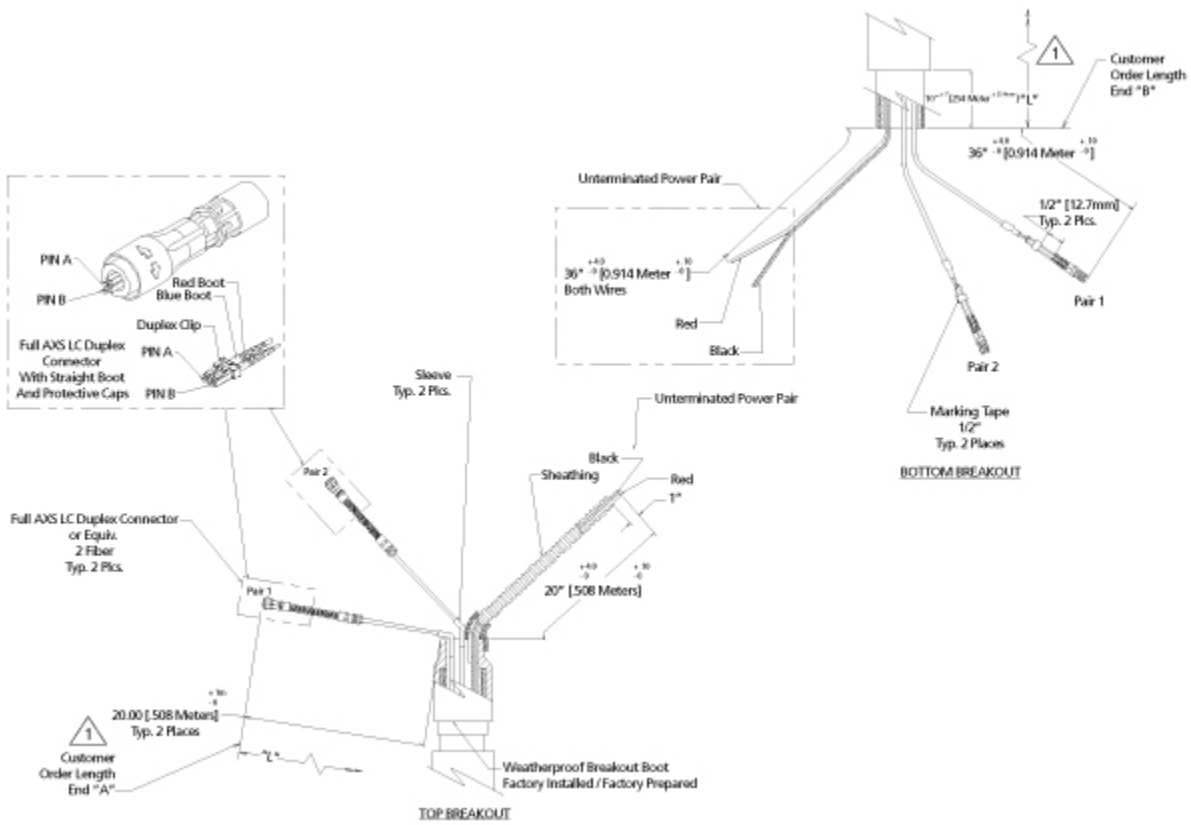 1
Customer
Order Length
End "B"
"L"
36" [0.914 Meter ]
Unterminated Power Pair
1/2" [12.7mm]
Typ. 2 Plcs.
36" [0.914 Meter ]
Both Wires
Red
Black
Pair 1
Pair 2
Marking Tape
1/2"
Typ. 2 Places
BOTTOM BREAKOUT
PIN A
PIN B
Red Boot
Blue Boot
Duplex Clip
PIN A
PIN B
Full AXS LC Duplex
Connector
With Straight Boot
And Protective Caps
Sleeve
Typ. 2 Plcs.
Unterminated Power Pair
Black
Sheathing
Red
1"
20" [.508 Meters]
Pair 2
Full AXS LC Duplex Connector
or Equiv.
2 Fiber
Typ. 2 Plcs.
Pair 1
20.00 [.508 Meters]
Typ. 2 Places
1
Customer
Order Length
End "A"
"L"
Weatherproof Breakout Boot
Factory Installed / Factory Prepared
TOP BREAKOUT